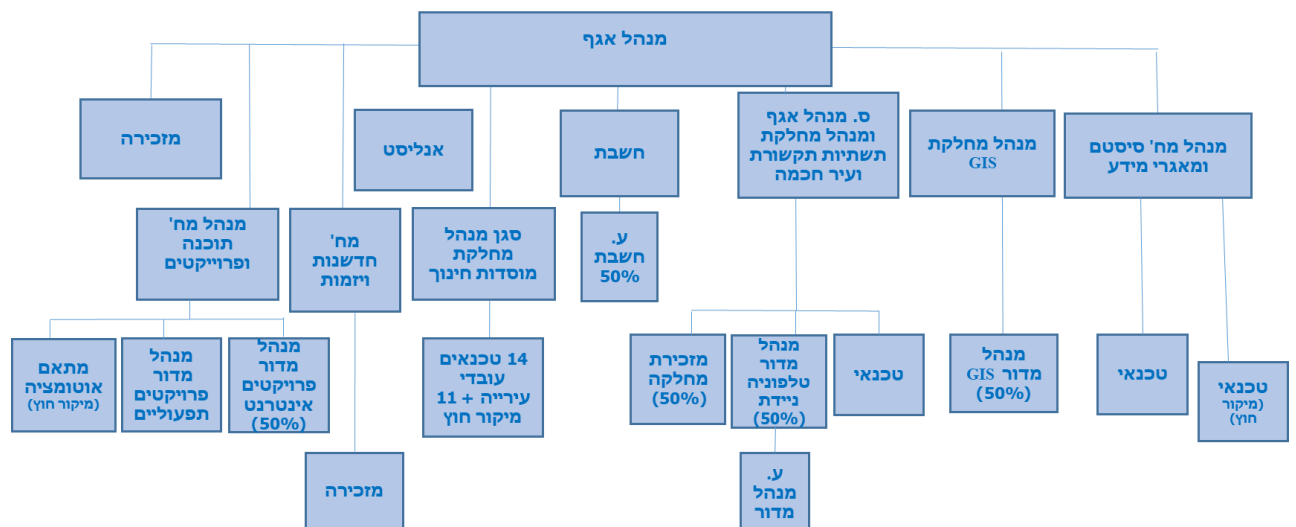 מנהל אגף
מזכירה
אנליסט
חשבת
ס. מנהל אגף
ומנהל מחלקת
תשתיות תקשורת
ועיר חכמה
מנהל מחלקת
GIS
מנהל מח' סיסטם
ומאגרי מידע
מנהל מח'
תוכנה
ופרוייקטים
מח'
חדשנות
ויזמות
סגן מנהל
מחלקת
מוסדות חינוך
ע.
חשבת
50%
מתאם
אוטומציה
(מיקור חוץ)
מנהל
מדור
פרויקטים
תפעוליים
מנהל
מדור
פרויקטים
אינטרנט
(50%)
14 טכנאים
עובדי
עירייה + 11
מיקור חוץ
מזכירת
מחלקה
(50%)
מנהל
מדור
טלפוניה
ניידת
(50%)
טכנאי
מנהל
מדור GIS
(50%)
טכנאי
טכנאי
(מיקור
חוץ)
מזכירה
ע.
מנהל
מדור